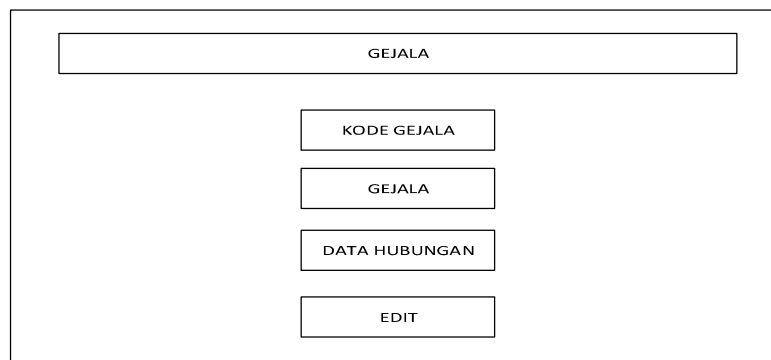 GEJALA
KODE GEJALA
GEJALA
DATA HUBUNGAN
EDIT